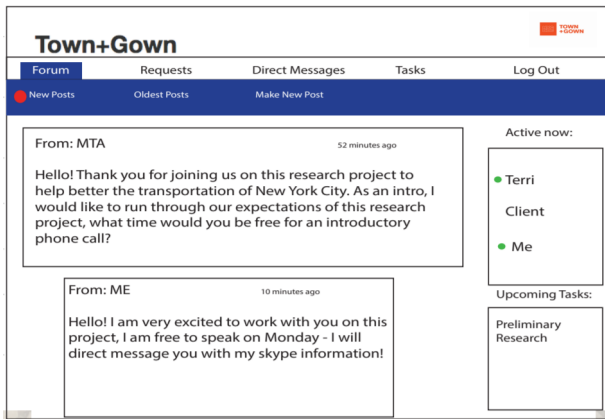 TOWN
+GOWN
Town+Gown
Forum Requests Direct Messages Tasks Log Out
New Posts Oldest Posts Make New Post
From: MTA 52 minutes ago
Hello! Thank you for joining us on this research project to
help better the transportation of New York City. As an intro, I
would like to run through our expectations of this research
project, what time would you be free for an introductory
phone call?
From: ME 10 minutes ago
Hello! I am very excited to work with you on this
project, I am free to speak on Monday - I will
direct message you with my skype information!
Active now:
Terri
Client
Me
Upcoming Tasks:
Preliminary
Research